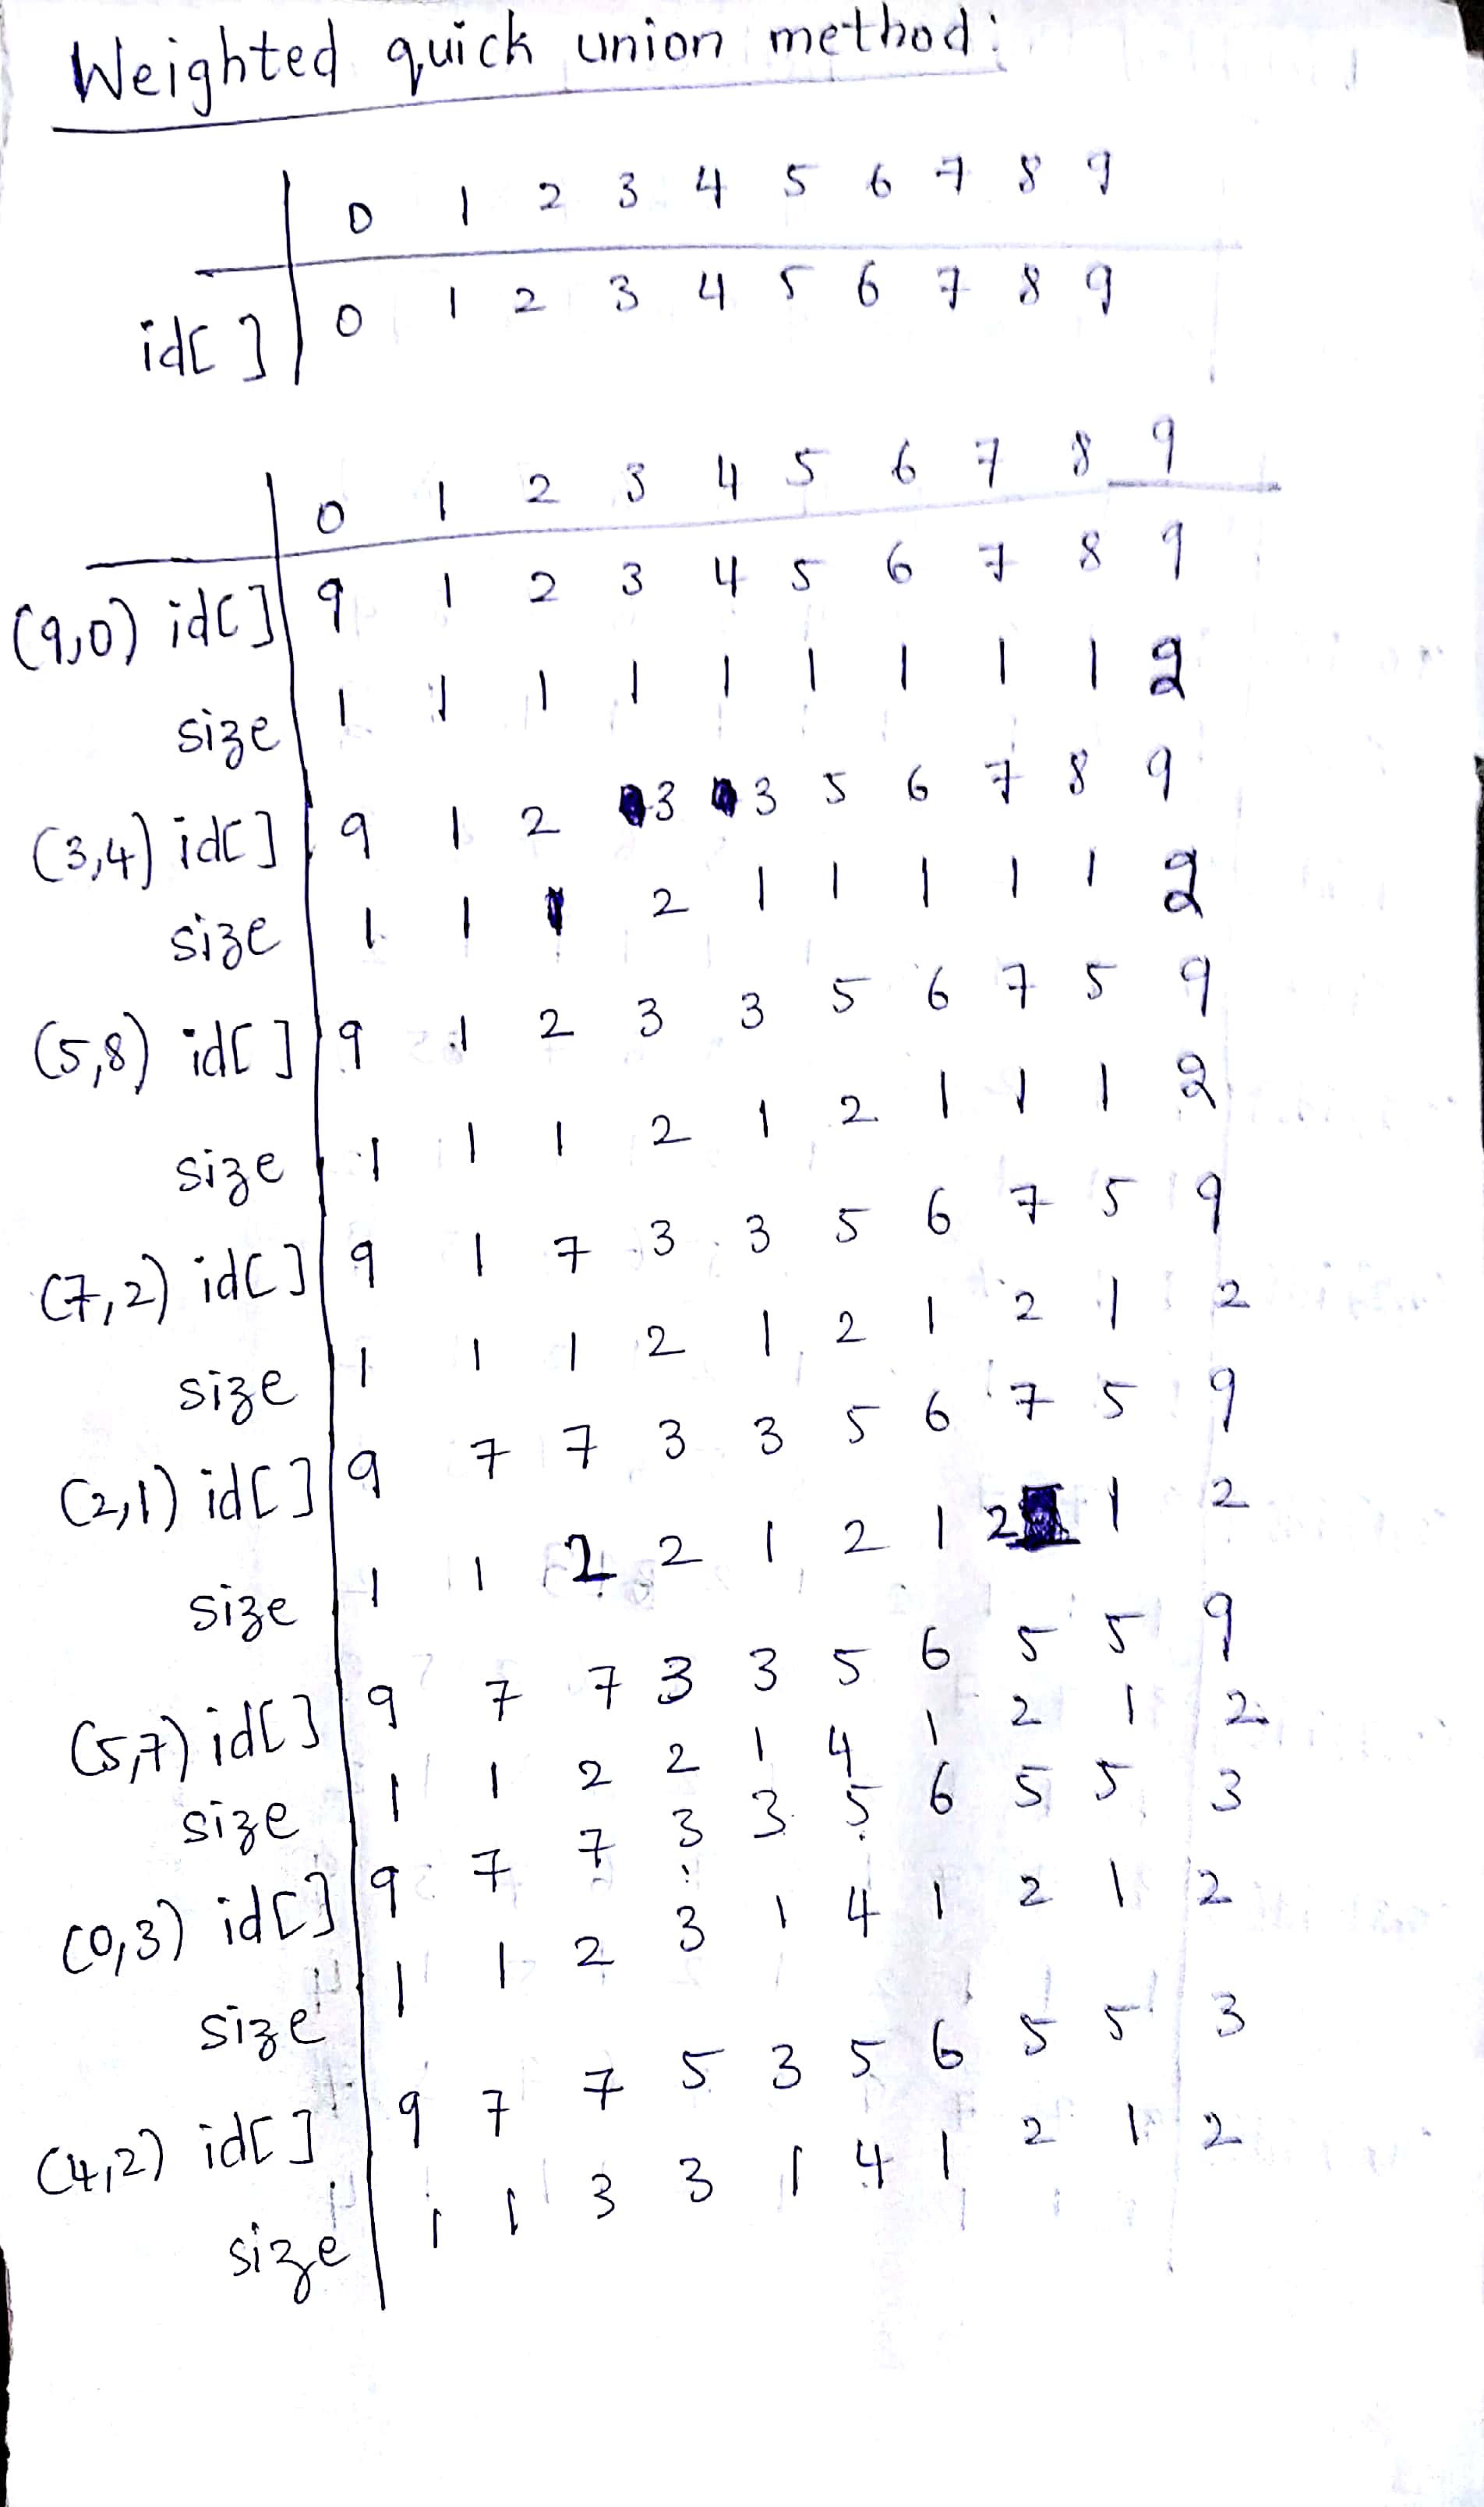 Weighted quick union method:
0 1 2 3 4 5 6 7 8 9
id[ ] 0 1 2 3 4 5 6 7 8 9
0 1 2 3 4 5 6 7 8 9
(9,0) id[ ] 9 1 2 3 4 5 6 7 8 9
size 1 1 1 1 1 1 1 1 1 2
(3,4) id[ ] 9 1 2 3 3 5 6 7 8 9
size 1 1 1 2 1 1 1 1 1 2
(5,8) id[ ] 9 1 2 3 3 5 6 7 5 9
size 1 1 1 2 1 2 1 1 1 2
(7,2) id[ ] 9 1 7 3 3 5 6 7 5 9
size 1 1 1 2 1 2 1 2 1 2
(2,1) id[ ] 9 7 7 3 3 5 6 7 5 9
size 1 1 2 2 1 2 1 2 1 2
(5,7) id[ ] 9 7 7 3 3 5 6 5 5 9
size 1 1 2 2 1 4 1 2 1 2
(0,3) id[ ] 9 7 7 3 3 5 6 5 5 3
size 1 1 2 3 1 4 1 2 1 2
(4,2) id[ ] 9 7 7 5 3 5 6 5 5 3
size 1 1 3 3 1 4 1 2 1 2